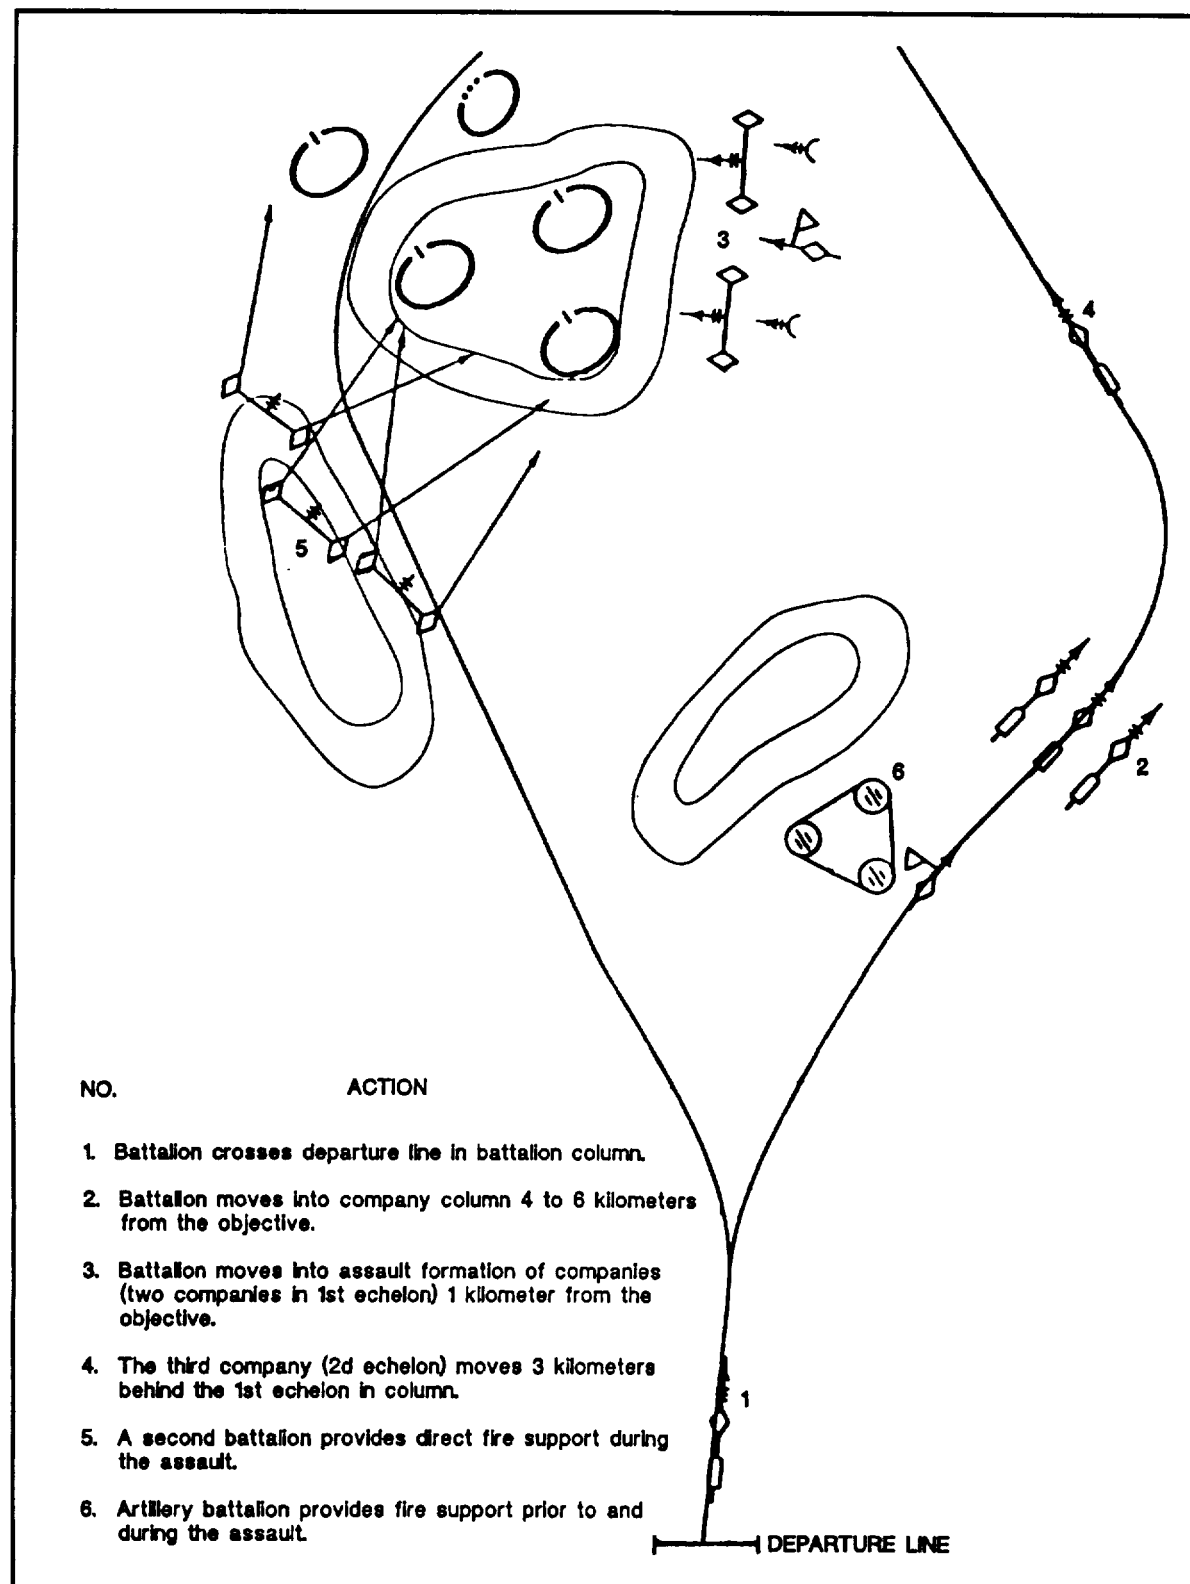 3
4
5
6
2
NO. ACTION
1. Battalion crosses departure line in battalion column.
2. Battalion moves into company column 4 to 6 kilometers
from the objective.
3. Battalion moves into assault formation of companies
(two companies in 1st echelon) 1 kilometer from the
objective.
4. The third company (2d echelon) moves 3 kilometers
behind the 1st echelon in column.
5. A second battalion provides direct fire support during
the assault.
6. Artillery battalion provides fire support prior to and
during the assault.
1
DEPARTURE LINE